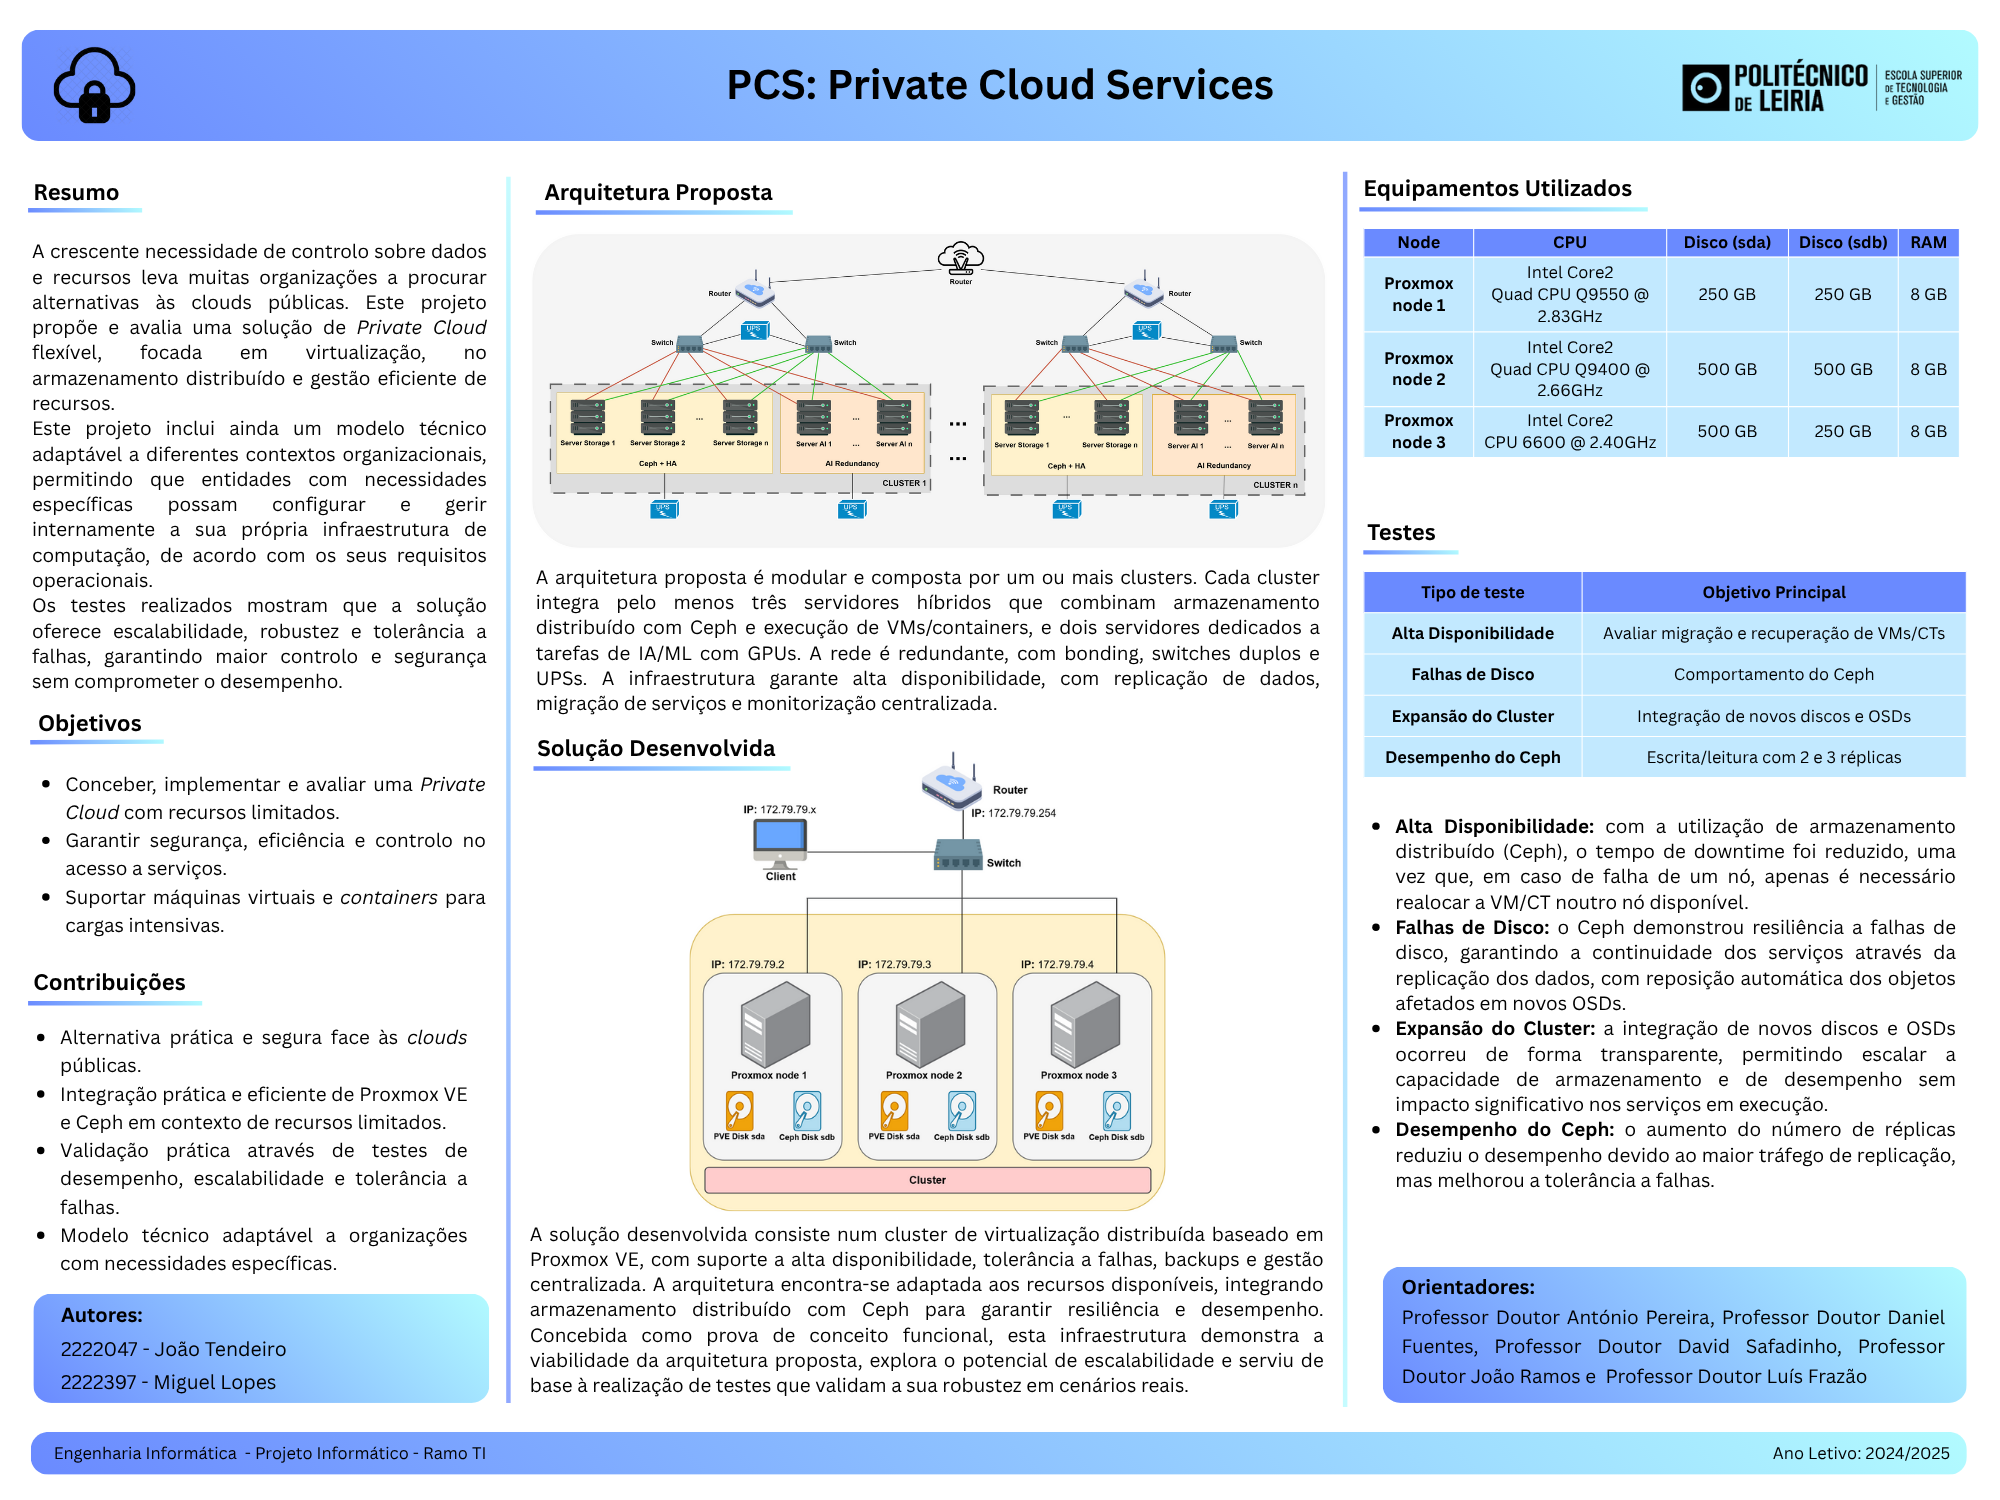 PCS: Private Cloud Services
POLITÉCNICO
DE LEIRIA
ESCOLA SUPERIOR
DE TECNOLOGIA
E GESTÃO
Resumo
A crescente necessidade de controlo sobre dados
e recursos leva muitas organizações a procurar
alternativas às clouds públicas. Este projeto
propõe e avalia uma solução de Private Cloud
flexível, focada em virtualização, no
armazenamento distribuído e gestão eficiente de
recursos.
Este projeto inclui ainda um modelo técnico
adaptável a diferentes contextos organizacionais,
permitindo que entidades com necessidades
específicas possam configurar e gerir
internamente a sua própria infraestrutura de
computação, de acordo com os seus requisitos
operacionais.
Os testes realizados mostram que a solução
oferece escalabilidade, robustez e tolerância a
falhas, garantindo maior controlo e segurança
sem comprometer o desempenho.
Objetivos
• Conceber, implementar e avaliar uma Private
Cloud com recursos limitados.
• Garantir segurança, eficiência e controlo no
acesso a serviços.
• Suportar máquinas virtuais e containers para
cargas intensivas.
Contribuições
• Alternativa prática e segura face às clouds
públicas.
• Integração prática e eficiente de Proxmox VE
e Ceph em contexto de recursos limitados.
• Validação prática através de testes de
desempenho, escalabilidade e tolerância a
falhas.
• Modelo técnico adaptável a organizações
com necessidades específicas.
Autores:
2222047 - João Tendeiro
2222397 - Miguel Lopes
Arquitetura Proposta
Router
Router
Router
UPS
UPS
Switch
Switch
Switch
Switch
...
...
...
...
...
Server Storage 1
Server Storage 2
Server Storage n
Server AI 1
...
Server AI n
Server Storage 1
Server Storage n
Server AI 1
...
Server AI n
...
Ceph + HA
AI Redundancy
Ceph + HA
AI Redundancy
CLUSTER 1
CLUSTER n
UPS
UPS
UPS
UPS
A arquitetura proposta é modular e composta por um ou mais clusters. Cada cluster
integra pelo menos três servidores híbridos que combinam armazenamento
distribuído com Ceph e execução de VMs/containers, e dois servidores dedicados a
tarefas de IA/ML com GPUs. A rede é redundante, com bonding, switches duplos e
UPSs. A infraestrutura garante alta disponibilidade, com replicação de dados,
migração de serviços e monitorização centralizada.
Solução Desenvolvida
Router
IP: 172.79.79.x
IP: 172.79.79.254
Switch
Client
IP: 172.79.79.2
IP: 172.79.79.3
IP: 172.79.79.4
Proxmox node 1
Proxmox node 2
Proxmox node 3
PVE Disk sda
Ceph Disk sdb
PVE Disk sda
Ceph Disk sdb
PVE Disk sda
Ceph Disk sdb
Cluster
A solução desenvolvida consiste num cluster de virtualização distribuída baseado em
Proxmox VE, com suporte a alta disponibilidade, tolerância a falhas, backups e gestão
centralizada. A arquitetura encontra-se adaptada aos recursos disponíveis, integrando
armazenamento distribuído com Ceph para garantir resiliência e desempenho.
Concebida como prova de conceito funcional, esta infraestrutura demonstra a
viabilidade da arquitetura proposta, explora o potencial de escalabilidade e serviu de
base à realização de testes que validam a sua robustez em cenários reais.
Equipamentos Utilizados
Node CPU Disco (sda) Disco (sdb) RAM
Proxmox node 1
Intel Core2
Quad CPU Q9550 @
2.83GHz
250 GB 250 GB 8 GB
Proxmox node 2
Intel Core2
Quad CPU Q9400 @
2.66GHz
500 GB 500 GB 8 GB
Proxmox node 3
Intel Core2
CPU 6600 @ 2.40GHz
500 GB 250 GB 8 GB
Testes
Tipo de teste Objetivo Principal
Alta Disponibilidade Avaliar migração e recuperação de VMs/CTs
Falhas de Disco Comportamento do Ceph
Expansão do Cluster Integração de novos discos e OSDs
Desempenho do Ceph Escrita/leitura com 2 e 3 réplicas
• Alta Disponibilidade: com a utilização de armazenamento
distribuído (Ceph), o tempo de downtime foi reduzido, uma
vez que, em caso de falha de um nó, apenas é necessário
realocar a VM/CT noutro nó disponível.
• Falhas de Disco: o Ceph demonstrou resiliência a falhas de
disco, garantindo a continuidade dos serviços através da
replicação dos dados, com reposição automática dos objetos
afetados em novos OSDs.
• Expansão do Cluster: a integração de novos discos e OSDs
ocorreu de forma transparente, permitindo escalar a
capacidade de armazenamento e de desempenho sem
impacto significativo nos serviços em execução.
• Desempenho do Ceph: o aumento do número de réplicas
reduziu o desempenho devido ao maior tráfego de replicação,
mas melhorou a tolerância a falhas.
Orientadores:
Professor Doutor António Pereira, Professor Doutor Daniel
Fuentes, Professor Doutor David Safadinho, Professor
Doutor João Ramos e Professor Doutor Luís Frazão
Engenharia Informática - Projeto Informático - Ramo TI
Ano Letivo: 2024/2025